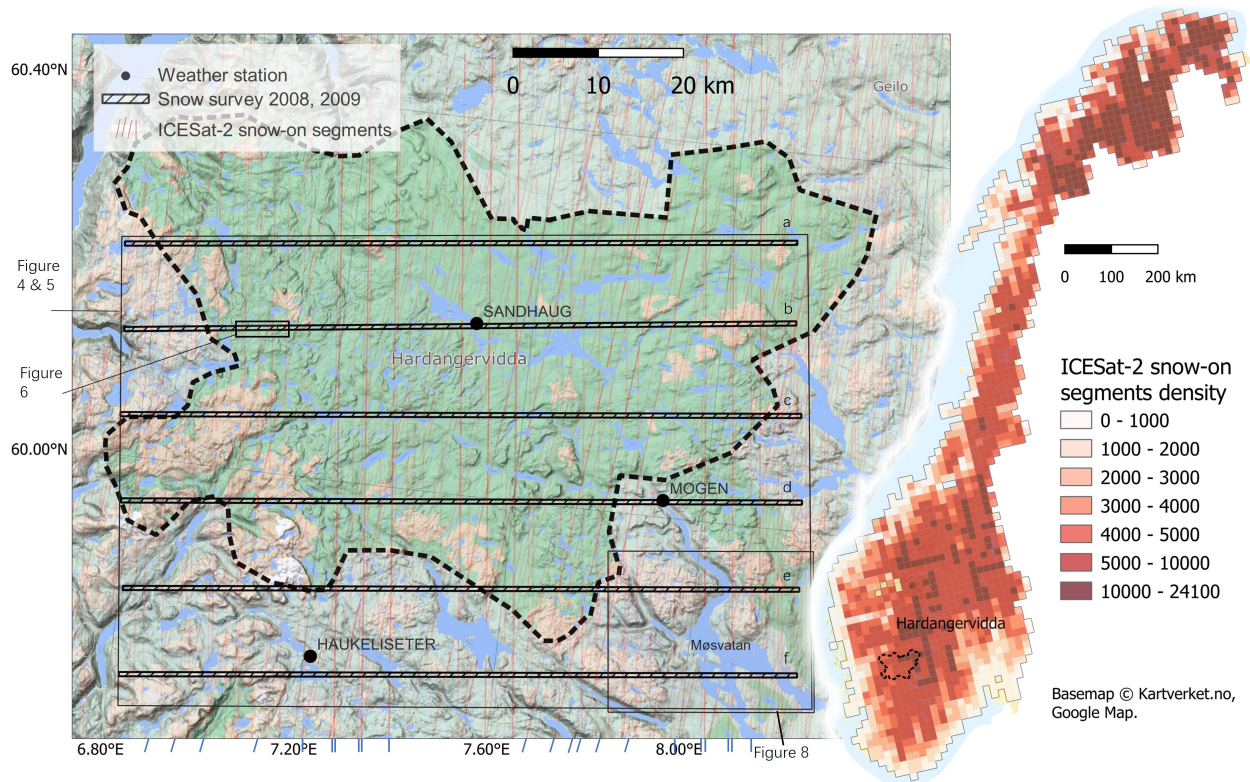 60.40°N
60.00°N
Weather station
Snow survey 2008, 2009
ICESat-2 snow-on segments
0 10 20 km
Geilo
a
b
c
d
e
f
Figure
4 & 5
Figure
6
SANDHAUG
Hardangervidda
MOGEN
HAUKELISETER
Møsvatan
6.80°E 7.20°E 7.60°E 8.00°E
Figure 8
0 100 200 km
ICESat-2 snow-on
segments density
0 - 1000
1000 - 2000
2000 - 3000
3000 - 4000
4000 - 5000
5000 - 10000
10000 - 24100
Hardangervidda
Basemap © Kartverket.no,
Google Map.